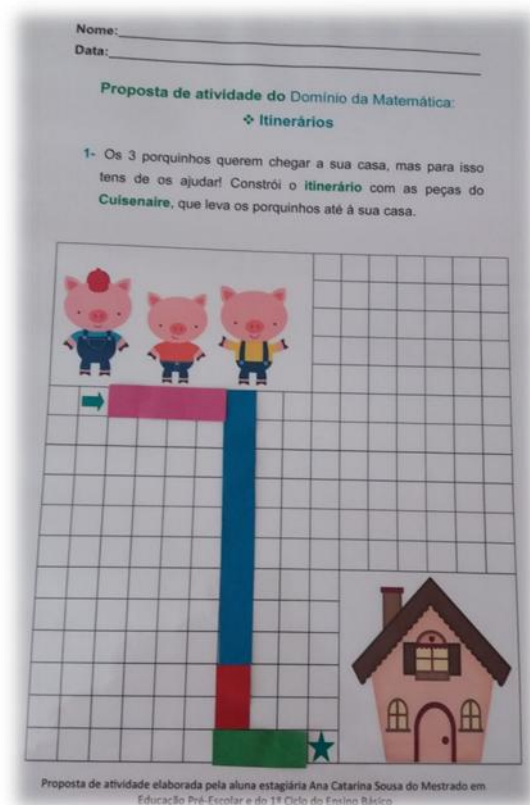 Nome:
Data:
Proposta de atividade do Domínio da Matemática:
❖ Itinerários
1- Os 3 porquinhos querem chegar a sua casa, mas para isso
tens de os ajudar! Constrói o itinerário com as peças do
Cuisenaire, que leva os porquinhos até à sua casa.
Proposta de atividade elaborada pela aluna estagiária Ana Catarina Sousa do Mestrado em
Educação Pré-Escolar e do 1º Ciclo do Ensino Básico